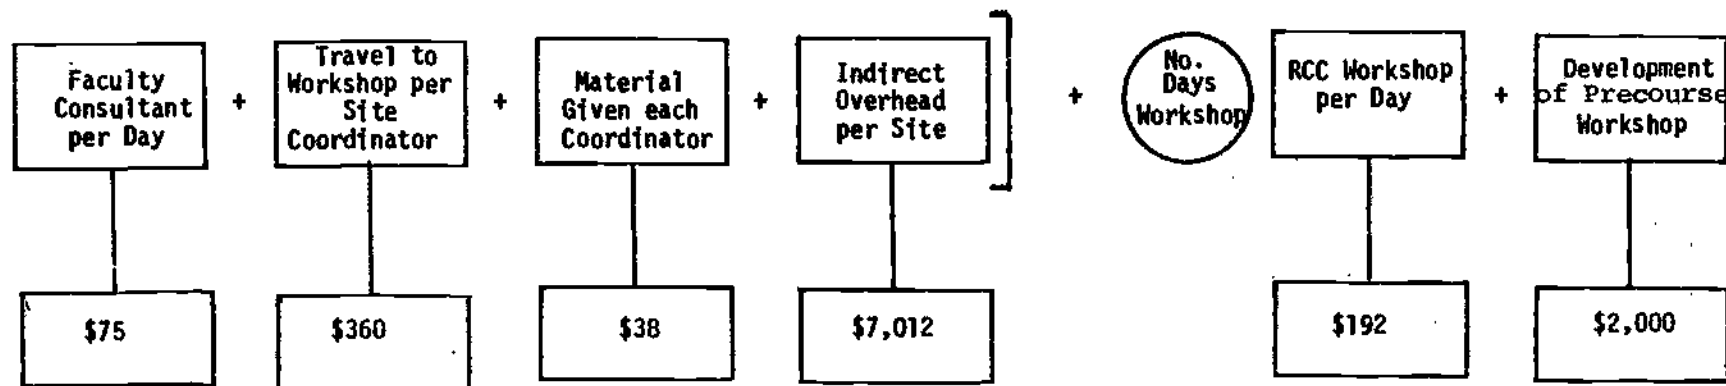 Faculty
Consultant
per Day
+
Travel to
Workshop per
Site
Coordinator
+
Material
Given each
Coordinator
+
Indirect
Overhead
per Site
]
+
No.
Days
Workshop
RCC Workshop
per Day
+
Development
of Precourse
Workshop
$75
$360
$38
$7,012
$192
$2,000